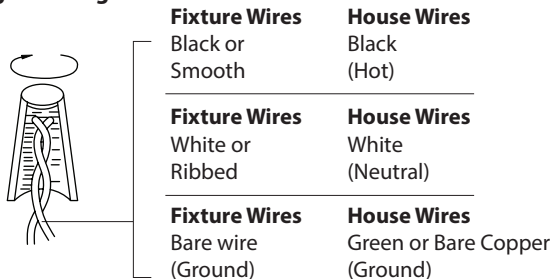 Fixture Wires House Wires
Black or Black
Smooth (Hot)
Fixture Wires House Wires
White or White
Ribbed (Neutral)
Fixture Wires House Wires
Bare wire Green or Bare Copper
(Ground) (Ground)